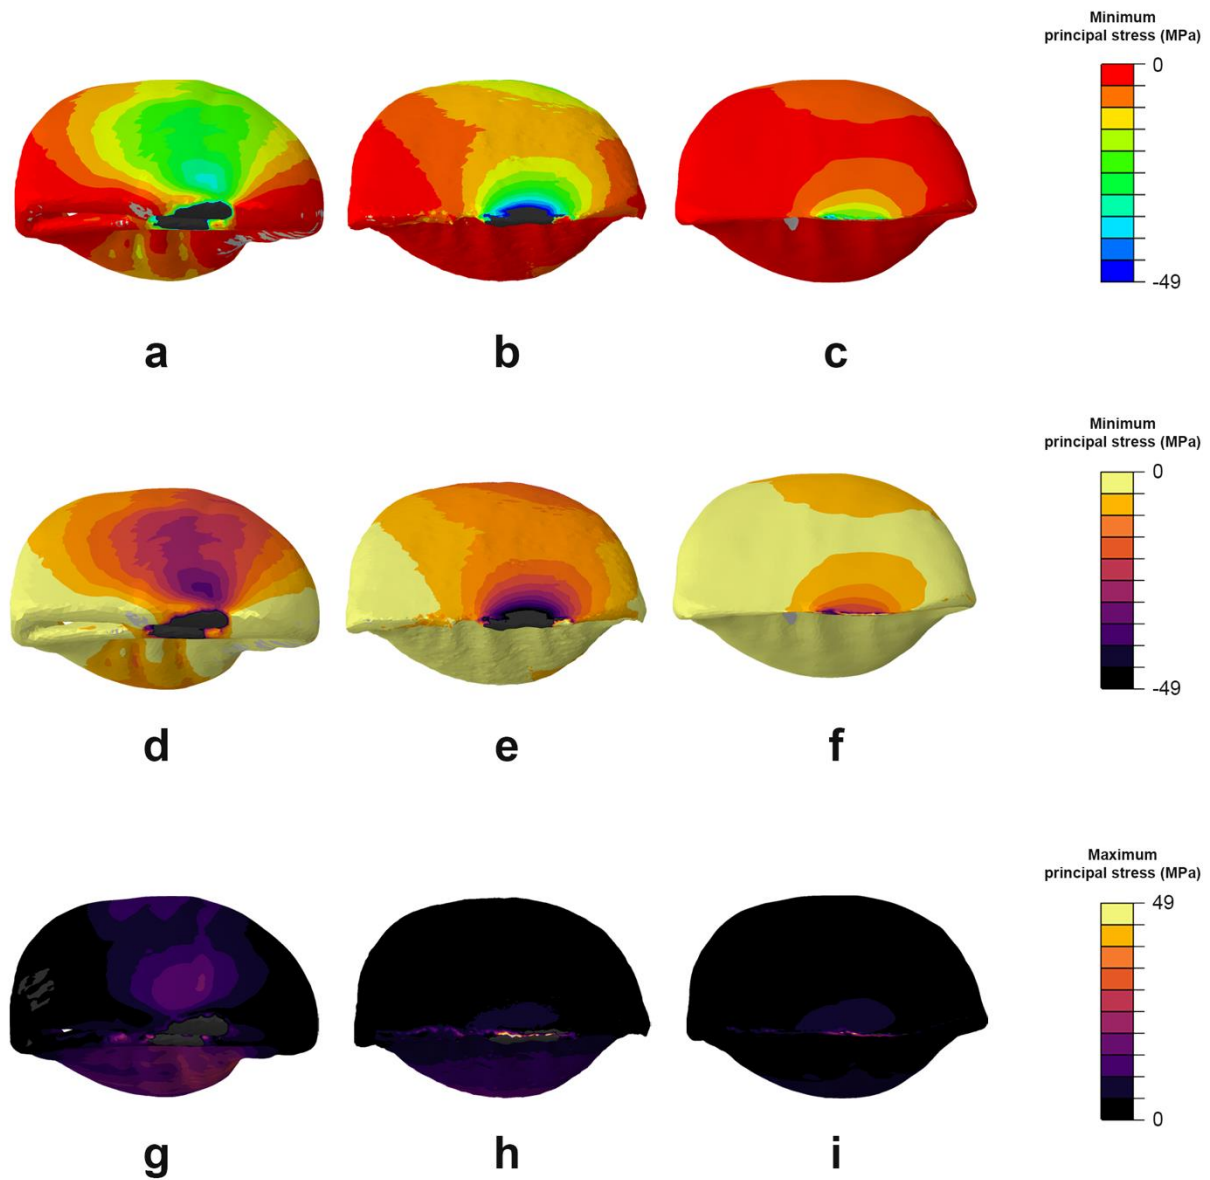 Minimum
principal stress (MPa)
0
-49
a
b
c
Minimum
principal stress (MPa)
0
-49
d
e
f
Maximum
principal stress (MPa)
49
0
g
h
i